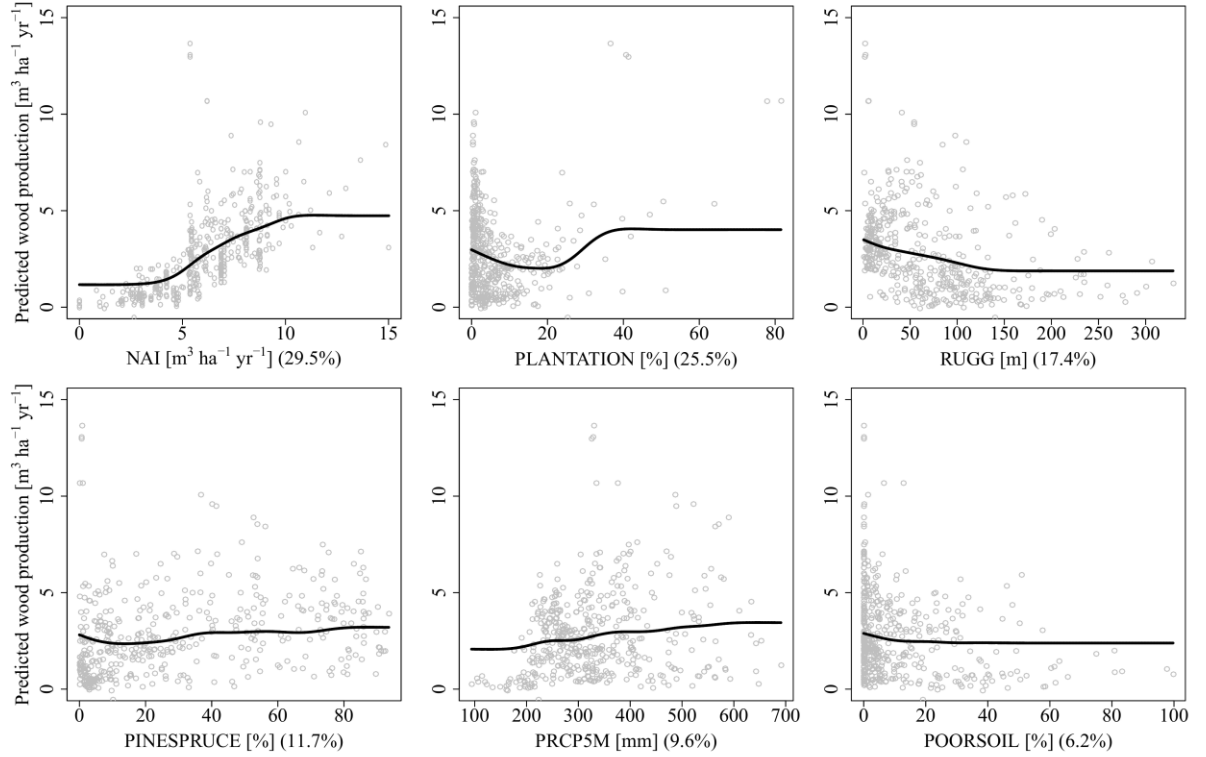 Predicted wood production [m³ ha⁻¹ yr⁻¹]
15
10
5
0
0 5 10 15
NAI [m³ ha⁻¹ yr⁻¹] (29.5%)
15
10
5
0
0 20 40 60 80
PLANTATION [%] (25.5%)
15
10
5
0
0 50 100 150 200 250 300
RUGG [m] (17.4%)
Predicted wood production [m³ ha⁻¹ yr⁻¹]
15
10
5
0
0 20 40 60 80
PINESPRUCE [%] (11.7%)
15
10
5
0
100 200 300 400 500 600 700
PRCP5M [mm] (9.6%)
15
10
5
0
0 20 40 60 80 100
POORSOIL [%] (6.2%)